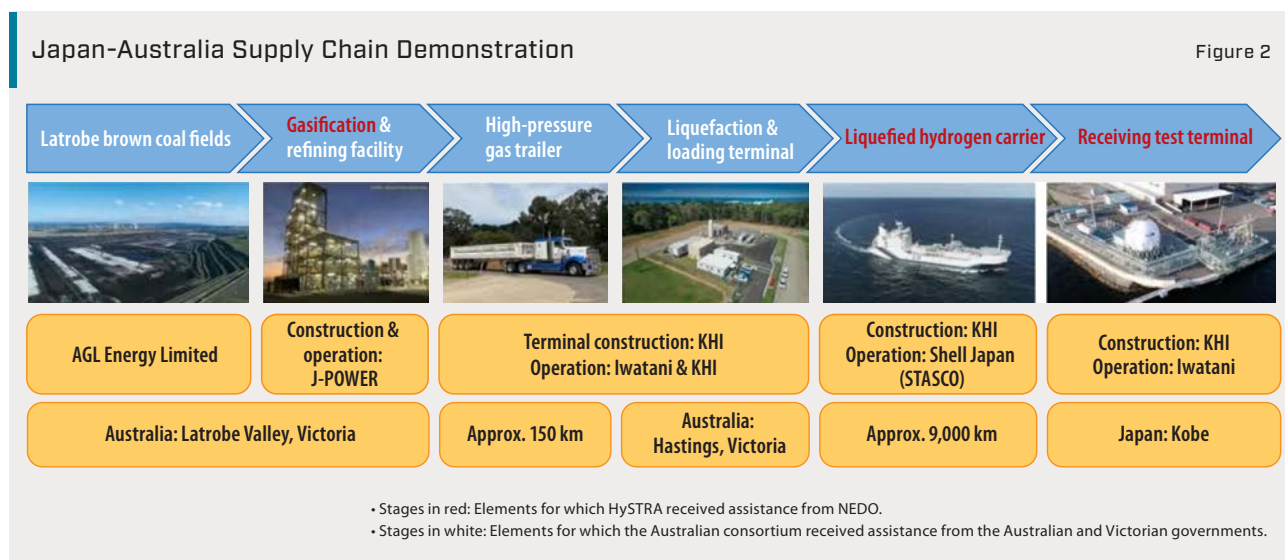 Japan-Australia Supply Chain Demonstration
Figure 2
Latrobe brown coal fields
Gasification &
refining facility
High-pressure
gas trailer
Liquefaction &
loading terminal
Liquefied hydrogen carrier
Receiving test terminal
AGL Energy Limited
Construction &
operation:
J-POWER
Terminal construction: KHI
Operation: Iwatani & KHI
Construction: KHI
Operation: Shell Japan
(STASCO)
Construction: KHI
Operation: Iwatani
Australia: Latrobe Valley, Victoria
Approx. 150 km
Australia:
Hastings, Victoria
Approx. 9,000 km
Japan: Kobe
• Stages in red: Elements for which HySTRA received assistance from NEDO.
• Stages in white: Elements for which the Australian consortium received assistance from the Australian and Victorian governments.